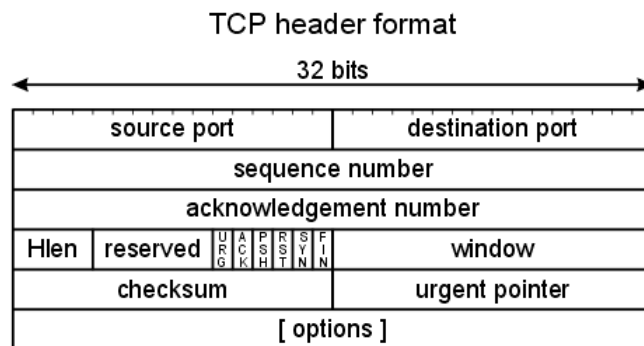 TCP header format
32 bits
source port destination port
sequence number
acknowledgement number
Hlen reserved URG ACK PSH RST SYN FIN window
checksum urgent pointer
[ options ]